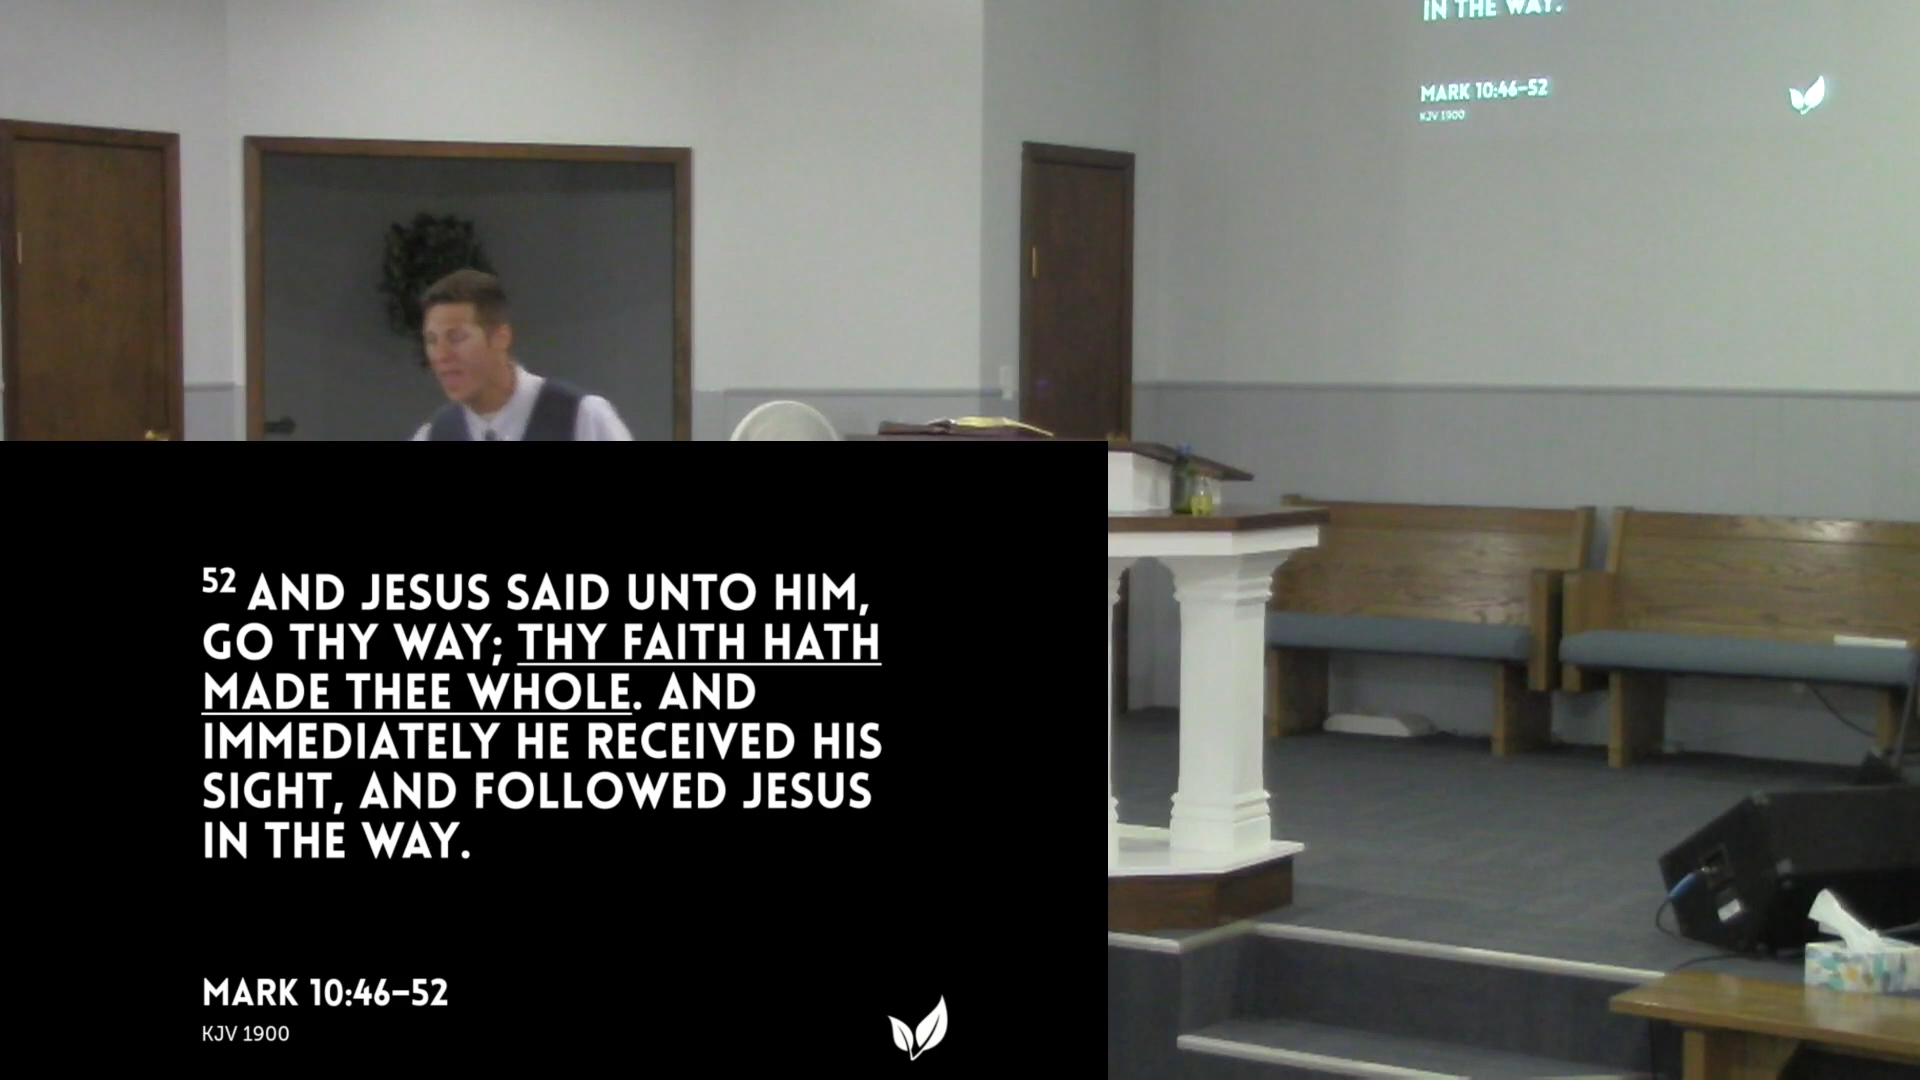 IN THE WAY.
MARK 10:46–52
KJV 1900
52 AND JESUS SAID UNTO HIM,
GO THY WAY; THY FAITH HATH
MADE THEE WHOLE. AND
IMMEDIATELY HE RECEIVED HIS
SIGHT, AND FOLLOWED JESUS
IN THE WAY.
MARK 10:46–52
KJV 1900